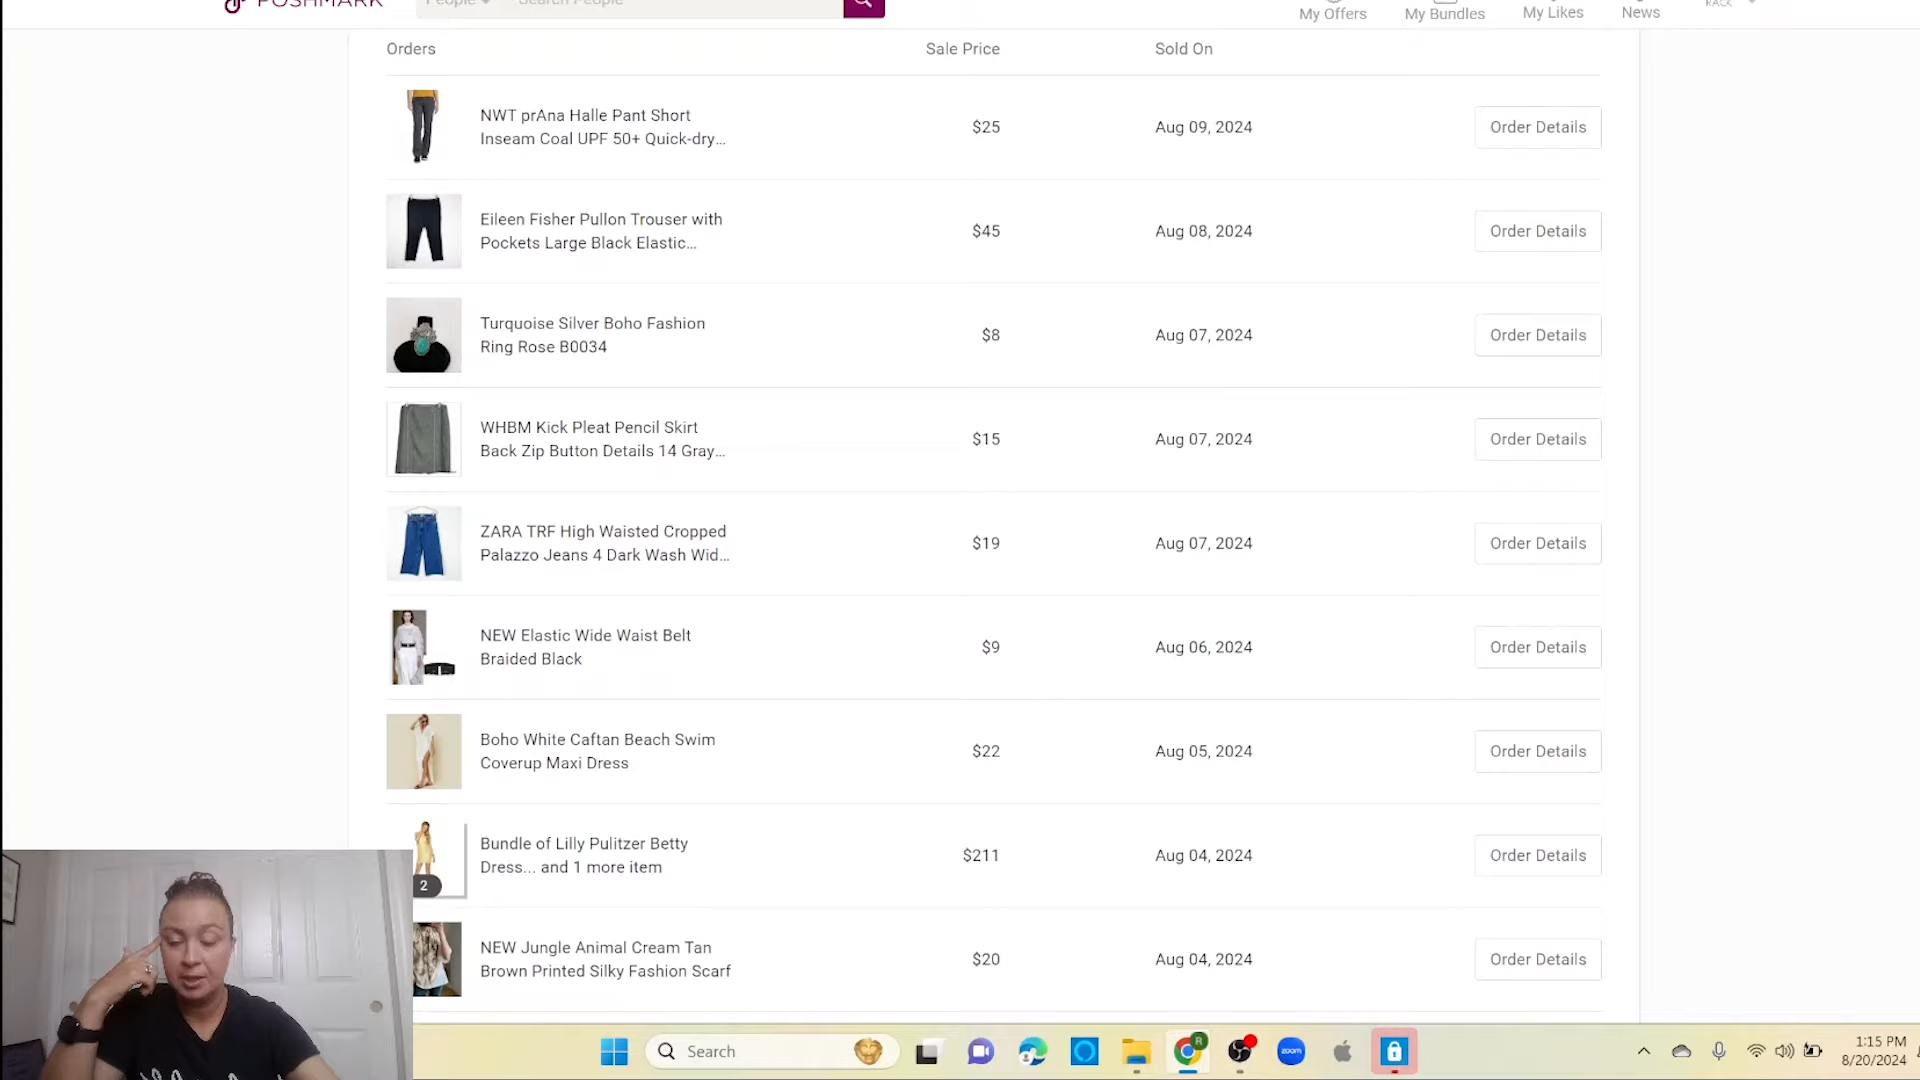 POSHMARK
People
Search People
My Offers
My Bundles
My Likes
News
RACK
Orders
Sale Price
Sold On
NWT prAna Halle Pant Short
Inseam Coal UPF 50+ Quick-dry...
$25
Aug 09, 2024
Order Details
Eileen Fisher Pullon Trouser with
Pockets Large Black Elastic...
$45
Aug 08, 2024
Order Details
Turquoise Silver Boho Fashion
Ring Rose B0034
$8
Aug 07, 2024
Order Details
WHBM Kick Pleat Pencil Skirt
Back Zip Button Details 14 Gray...
$15
Aug 07, 2024
Order Details
ZARA TRF High Waisted Cropped
Palazzo Jeans 4 Dark Wash Wid...
$19
Aug 07, 2024
Order Details
NEW Elastic Wide Waist Belt
Braided Black
$9
Aug 06, 2024
Order Details
Boho White Caftan Beach Swim
Coverup Maxi Dress
$22
Aug 05, 2024
Order Details
2
Bundle of Lilly Pulitzer Betty
Dress... and 1 more item
$211
Aug 04, 2024
Order Details
NEW Jungle Animal Cream Tan
Brown Printed Silky Fashion Scarf
$20
Aug 04, 2024
Order Details
Search
R
zoom
1:15 PM
8/20/2024